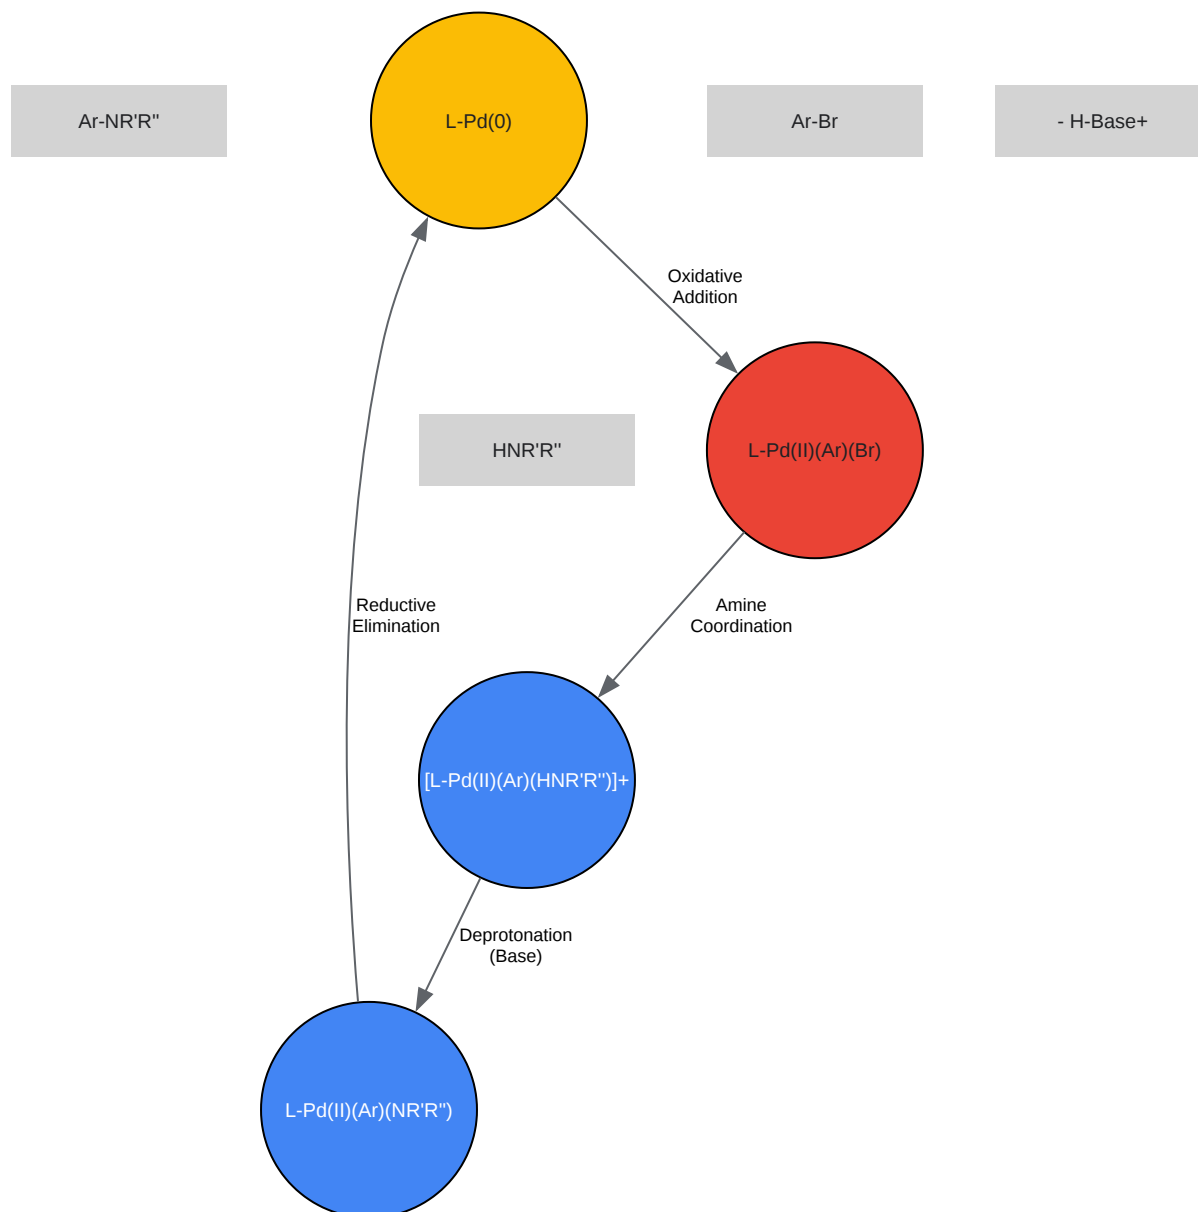 Ar-NR'R''
L-Pd(0)
Ar-Br
- H-Base+
Oxidative
Addition
HNR'R''
L-Pd(II)(Ar)(Br)
Reductive
Elimination
Amine
Coordination
[L-Pd(II)(Ar)(HNR'R'')]+
Deprotonation
(Base)
L-Pd(II)(Ar)(NR'R'')